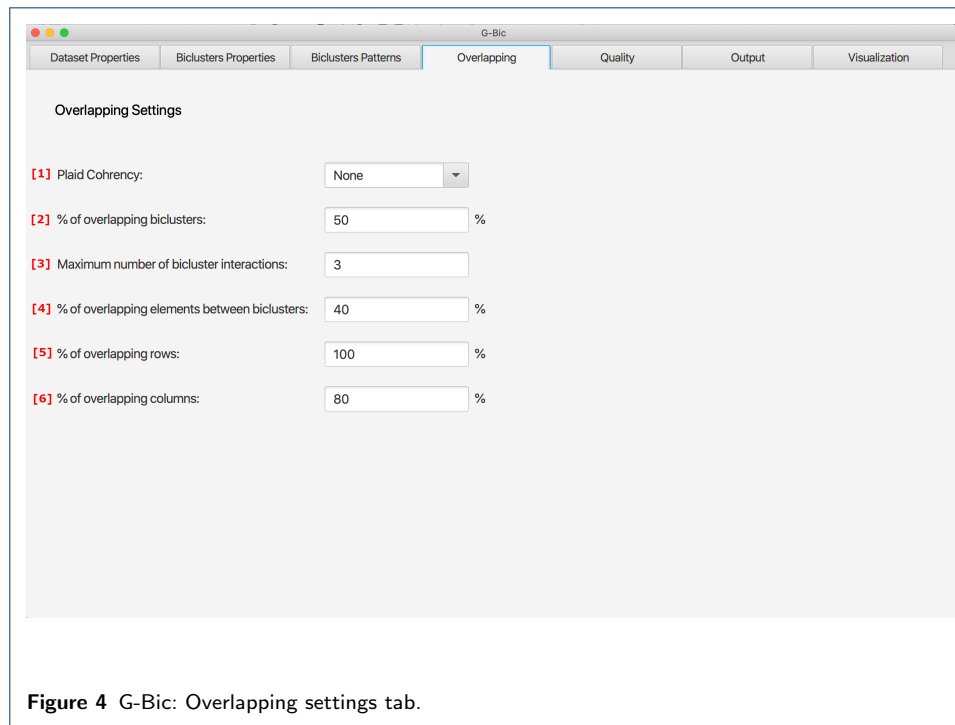 G-Bic
Dataset Properties Biclusters Properties Biclusters Patterns Overlapping Quality Output Visualization
Overlapping Settings
[1] Plaid Cohrency: None
[2] % of overlapping biclusters: 50 %
[3] Maximum number of bicluster interactions: 3
[4] % of overlapping elements between biclusters: 40 %
[5] % of overlapping rows: 100 %
[6] % of overlapping columns: 80 %
Figure 4 G-Bic: Overlapping settings tab.